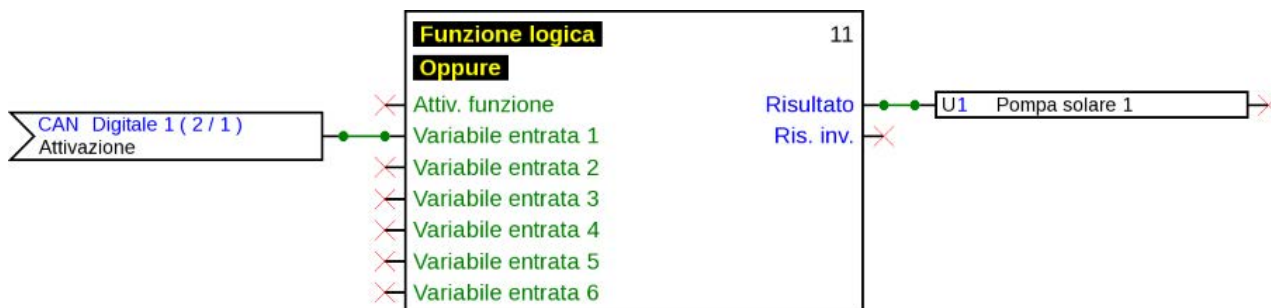 Funzione logica 11
Oppure
Attiv. funzione Risultato U1 Pompa solare 1
CAN Digitale 1 ( 2 / 1 )
Attivazione
Variabile entrata 1 Ris. inv.
Variabile entrata 2
Variabile entrata 3
Variabile entrata 4
Variabile entrata 5
Variabile entrata 6